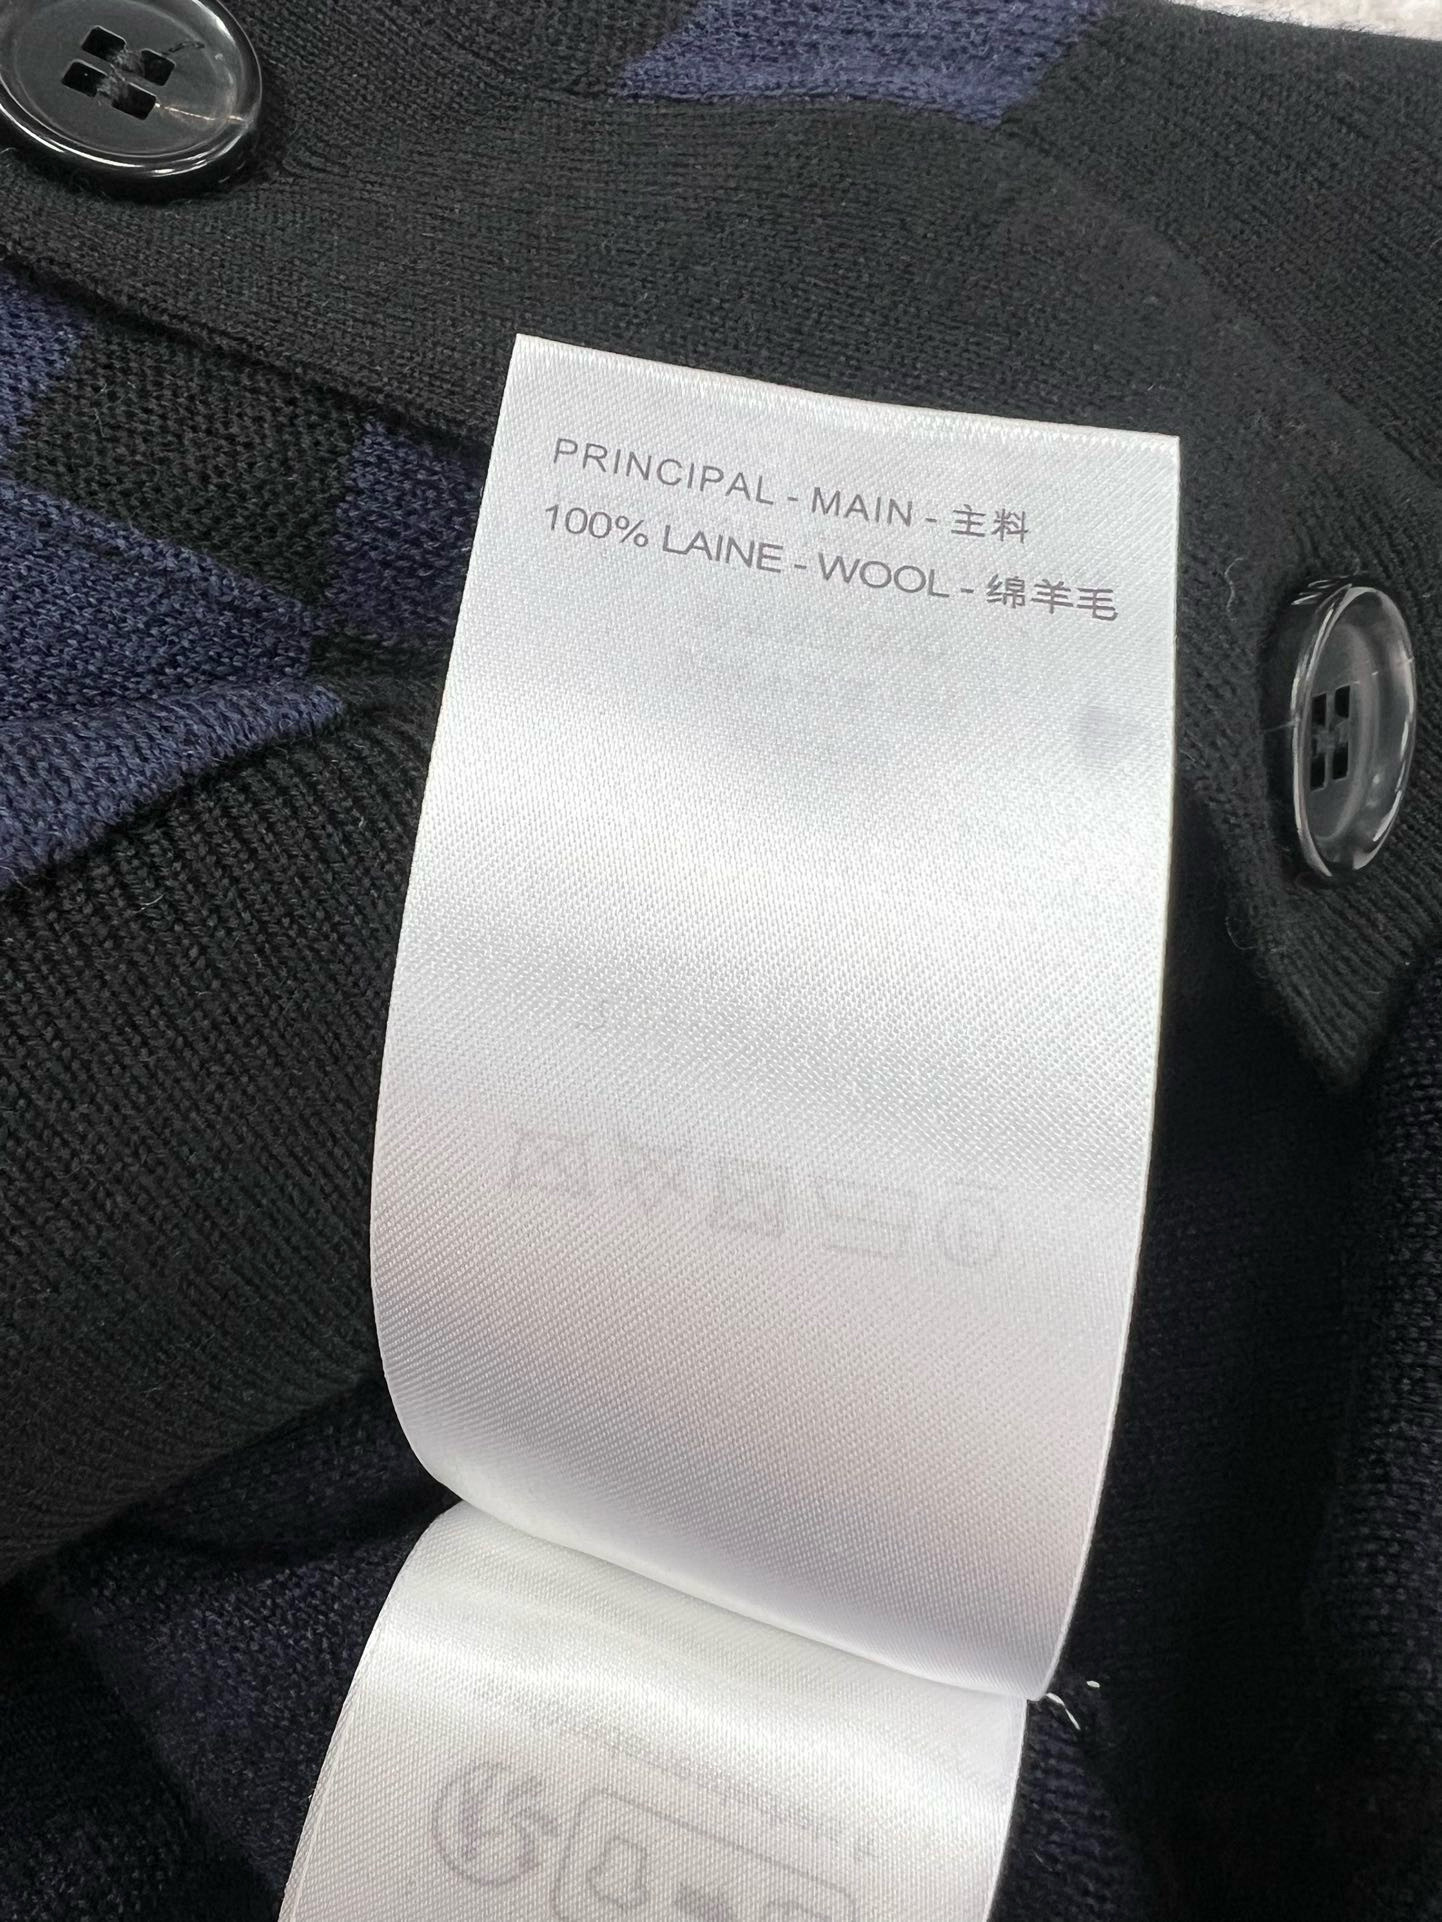 PRINCIPAL - MAIN - 主料
100% LAINE - WOOL - 绵羊毛